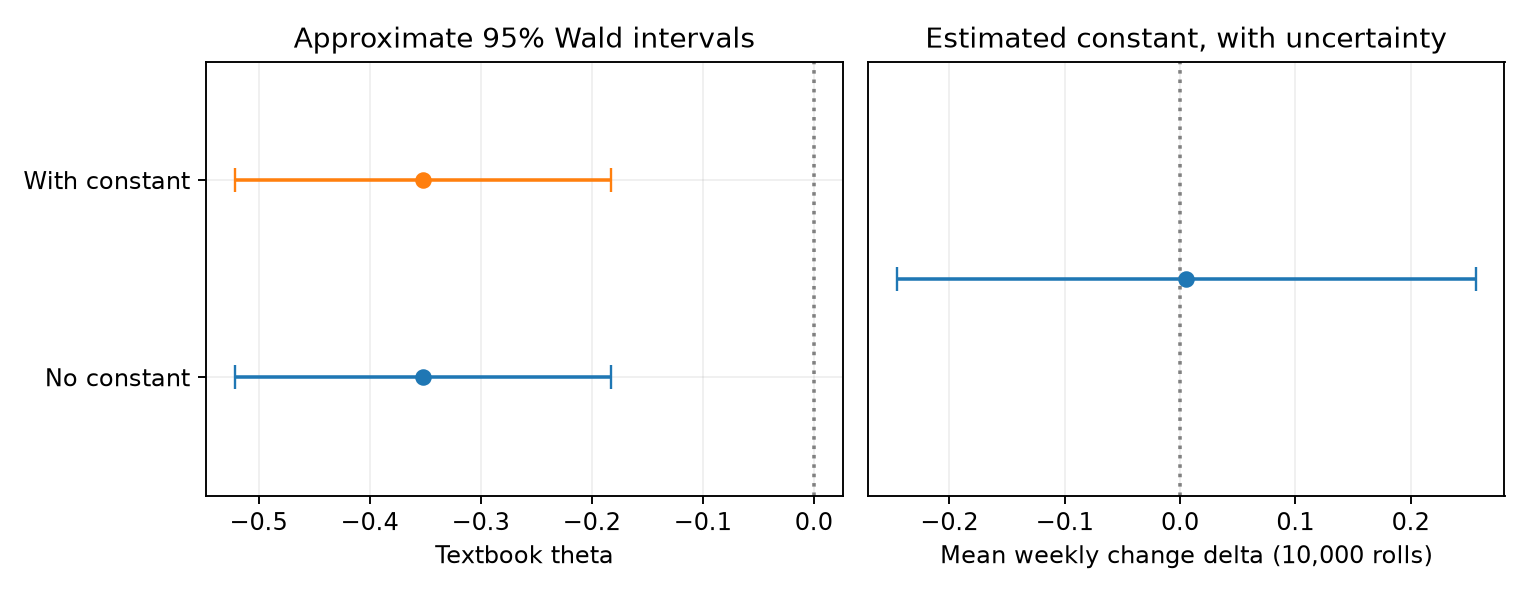 Approximate 95% Wald intervals
With constant
No constant
−0.5 −0.4 −0.3 −0.2 −0.1 0.0
Textbook theta
Estimated constant, with uncertainty
−0.2 −0.1 0.0 0.1 0.2
Mean weekly change delta (10,000 rolls)